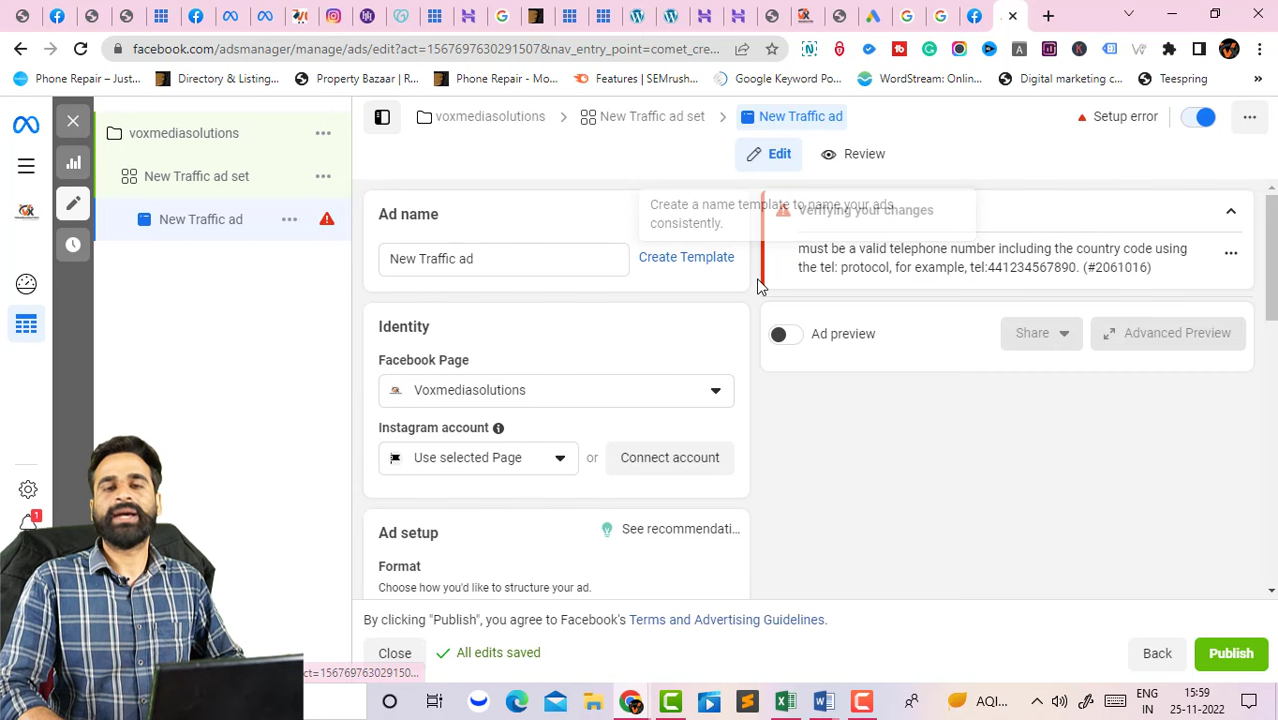 facebook.com/adsmanager/manage/ads/edit?act=156769763029150​7&nav_entry_point=comet_cre...
Phone Repair – Just...
Directory & Listing...
Property Bazaar | R...
Phone Repair - Mo...
Features | SEMrush...
Google Keyword Po...
WordStream: Onlin...
Digital marketing c...
Teespring
»
voxmediasolutions
New Traffic ad set
New Traffic ad
Setup error
Edit
Review
voxmediasolutions
New Traffic ad set
New Traffic ad
Ad name
New Traffic ad
Create Template
Create a name template to name your ads
consistently.
Verifying your changes
must be a valid telephone number including the country code using
the tel: protocol, for example, tel:441234567890. (#2061016)
Ad preview
Share
Advanced Preview
Identity
Facebook Page
Voxmediasolutions
Instagram account
Use selected Page
or
Connect account
Ad setup
See recommendati...
Format
Choose how you'd like to structure your ad.
By clicking "Publish", you agree to Facebook's Terms and Advertising Guidelines.
Close
All edits saved
Back
Publish
ct=156769763029150...
1
AQI...
ENG
IN
15:59
25-11-2022